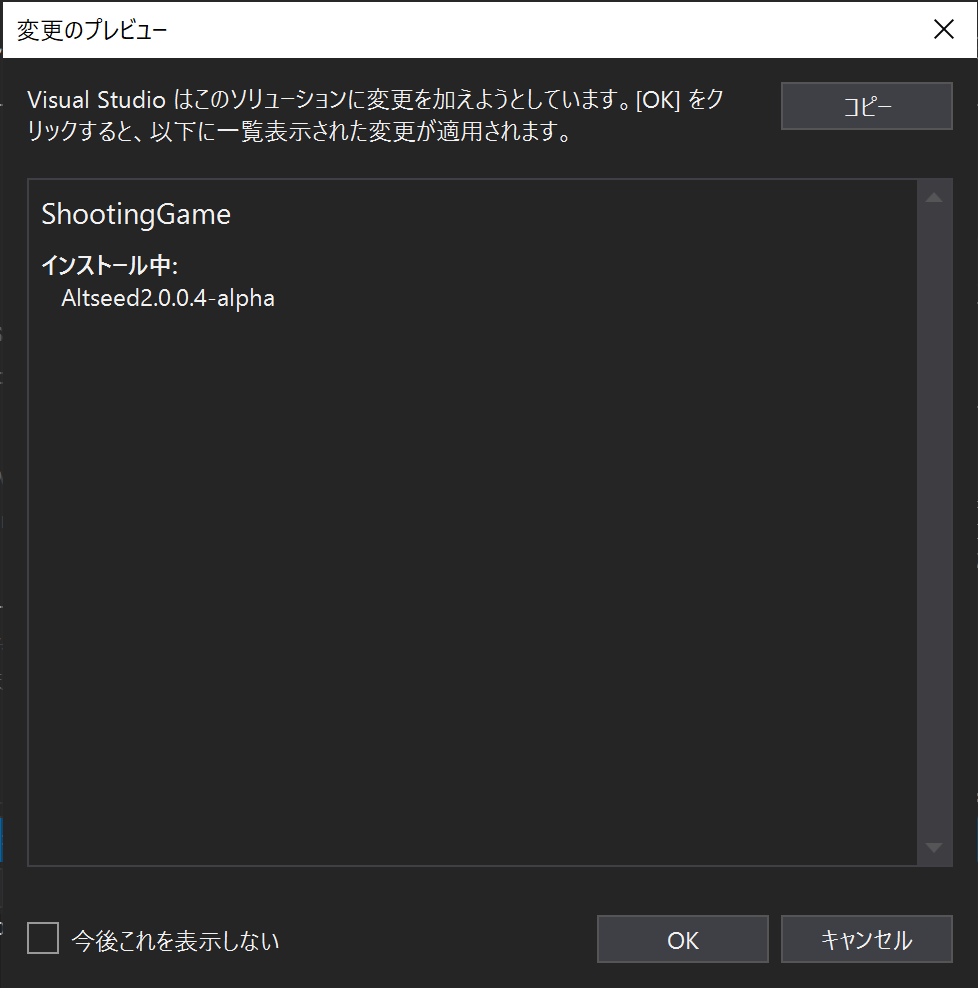 変更のプレビュー
Visual Studio はこのソリューションに変更を加えようとしています。[OK] をク
リックすると、以下に一覧表示された変更が適用されます。
コピー
ShootingGame
インストール中:
Altseed2.0.0.4-alpha
今後これを表示しない
OK
キャンセル